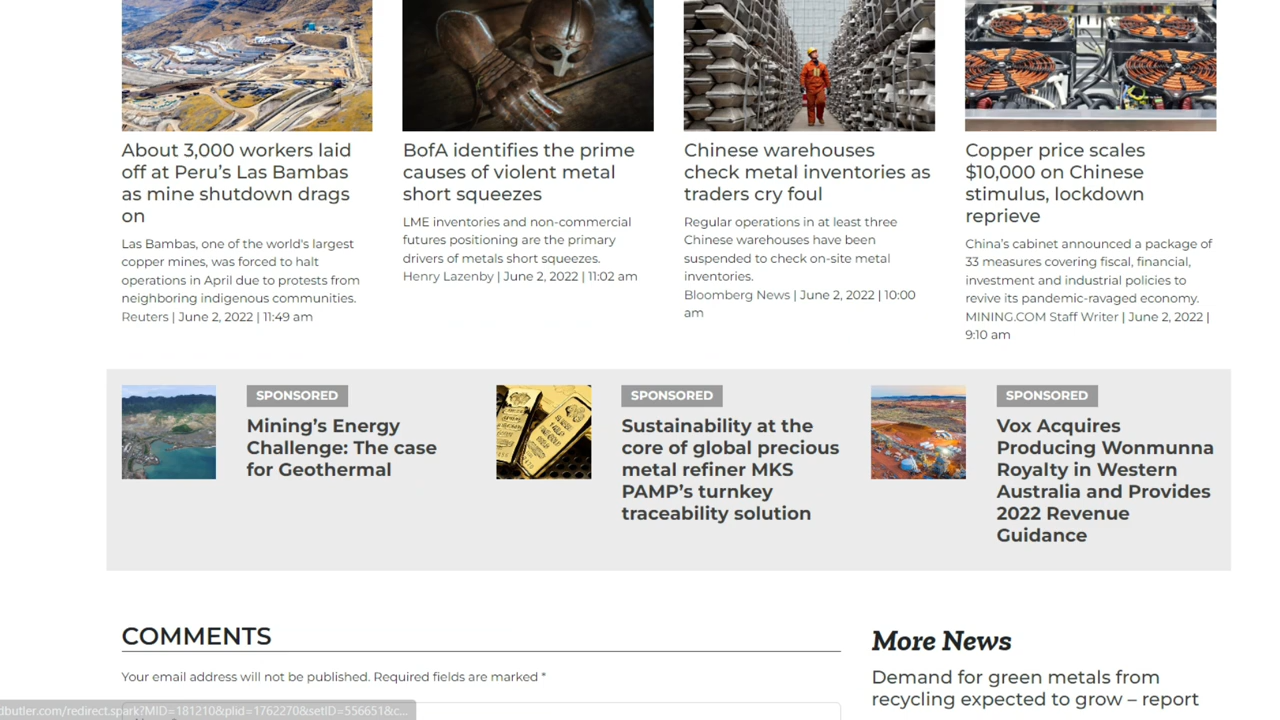 About 3,000 workers laid
off at Peru's Las Bambas
as mine shutdown drags
on
Las Bambas, one of the world's largest
copper mines, was forced to halt
operations in April due to protests from
neighboring indigenous communities.
Reuters | June 2, 2022 | 11:49 am
BofA identifies the prime
causes of violent metal
short squeezes
LME inventories and non-commercial
futures positioning are the primary
drivers of metals short squeezes.
Henry Lazenby | June 2, 2022 | 11:02 am
Chinese warehouses
check metal inventories as
traders cry foul
Regular operations in at least three
Chinese warehouses have been
suspended to check on-site metal
inventories.
Bloomberg News | June 2, 2022 | 10:00
am
Copper price scales
$10,000 on Chinese
stimulus, lockdown
reprieve
China's cabinet announced a package of
33 measures covering fiscal, financial,
investment and industrial policies to
revive its pandemic-ravaged economy.
MINING.COM Staff Writer | June 2, 2022 |
9:10 am
SPONSORED
Mining's Energy
Challenge: The case
for Geothermal
SPONSORED
Sustainability at the
core of global precious
metal refiner MKS
PAMP's turnkey
traceability solution
SPONSORED
Vox Acquires
Producing Wonmunna
Royalty in Western
Australia and Provides
2022 Revenue
Guidance
COMMENTS
Your email address will not be published. Required fields are marked *
More News
Demand for green metals from
recycling expected to grow – report
dbutler.com/redirect.spark?MID=181210&plid=1762270&setID=556651&c...